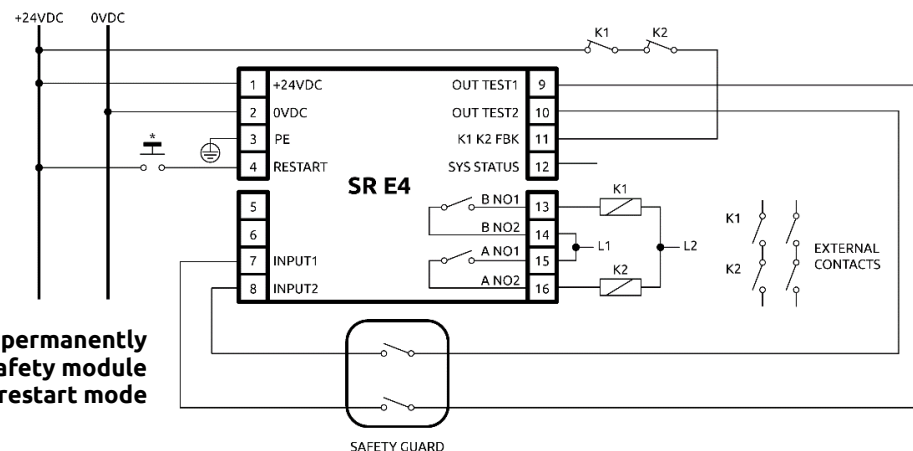 +24VDC 0VDC
K1 K2
1 +24VDC OUT TEST1 9
2 0VDC OUT TEST2 10
3 PE K1 K2 FBK 11
* 4 RESTART SYS STATUS 12
SR E4
5 B NO1 13 K1
6 B NO2 14 L1 L2
7 INPUT1 A NO1 15
8 INPUT2 A NO2 16 K2
K1
K2
EXTERNAL
CONTACTS
permanently
afety module
restart mode
SAFETY GUARD